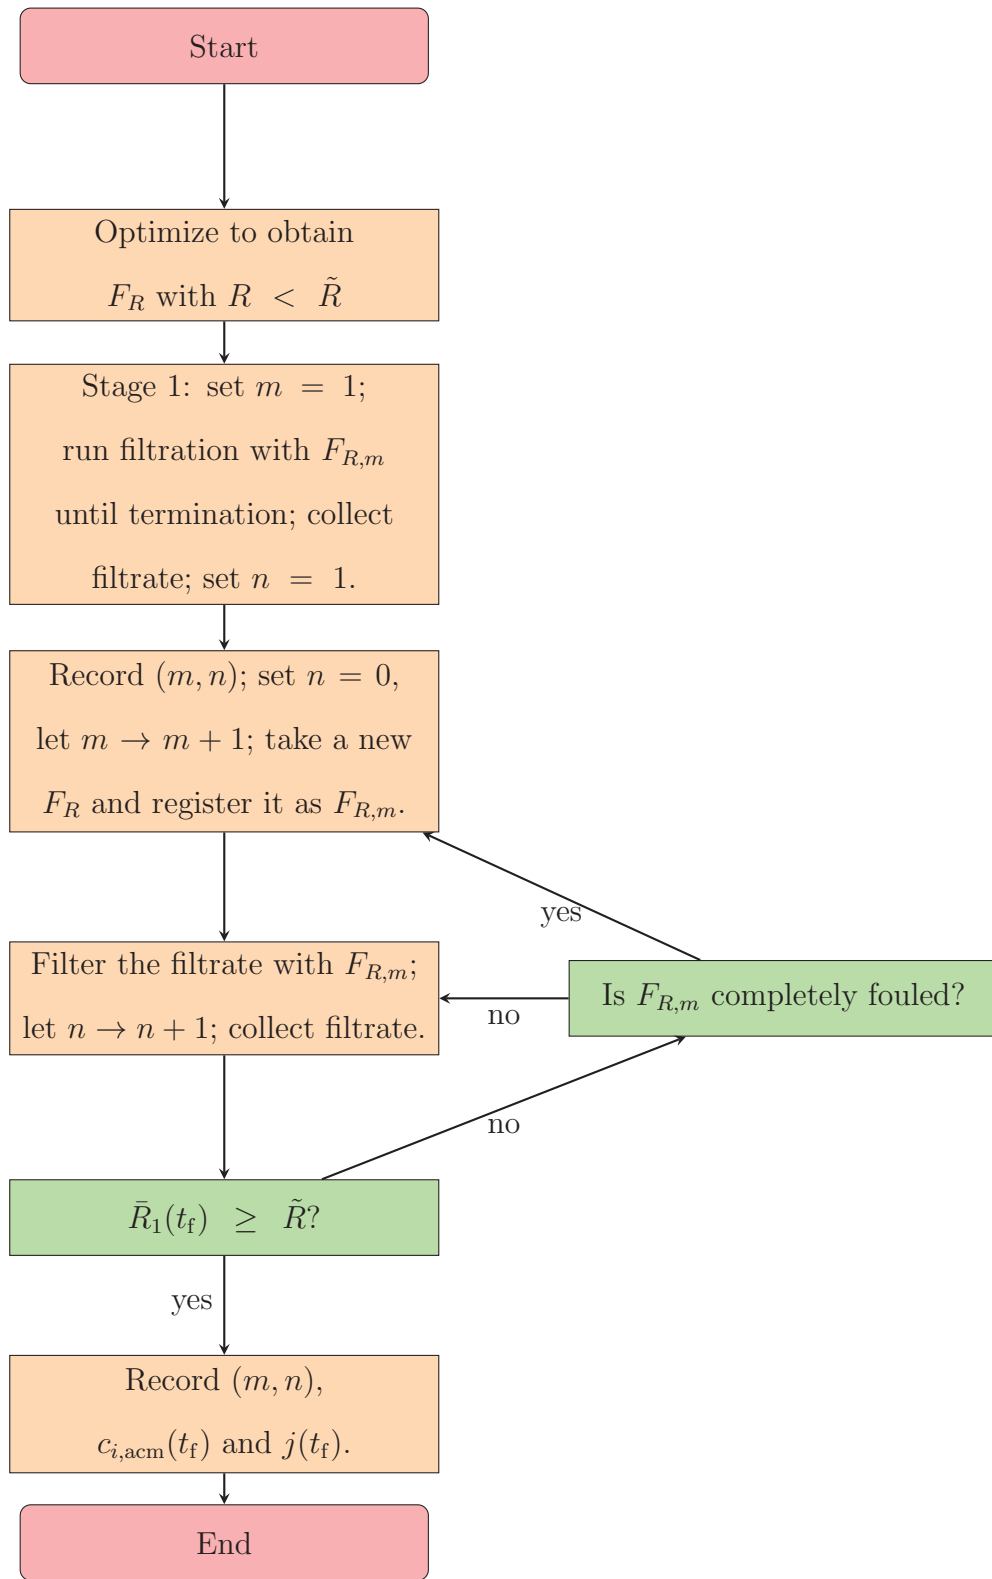 Start
Optimize to obtain
F_R with R < R̃
Stage 1: set m = 1;
run filtration with F_{R,m}
until termination; collect
filtrate; set n = 1.
Record (m, n); set n = 0,
let m → m + 1; take a new
F_R and register it as F_{R,m}.
yes
Filter the filtrate with F_{R,m};
let n → n + 1; collect filtrate.
Is F_{R,m} completely fouled?
no
no
R̄_1(t_f) ≥ R̃?
yes
Record (m, n),
c_{i,acm}(t_f) and j(t_f).
End